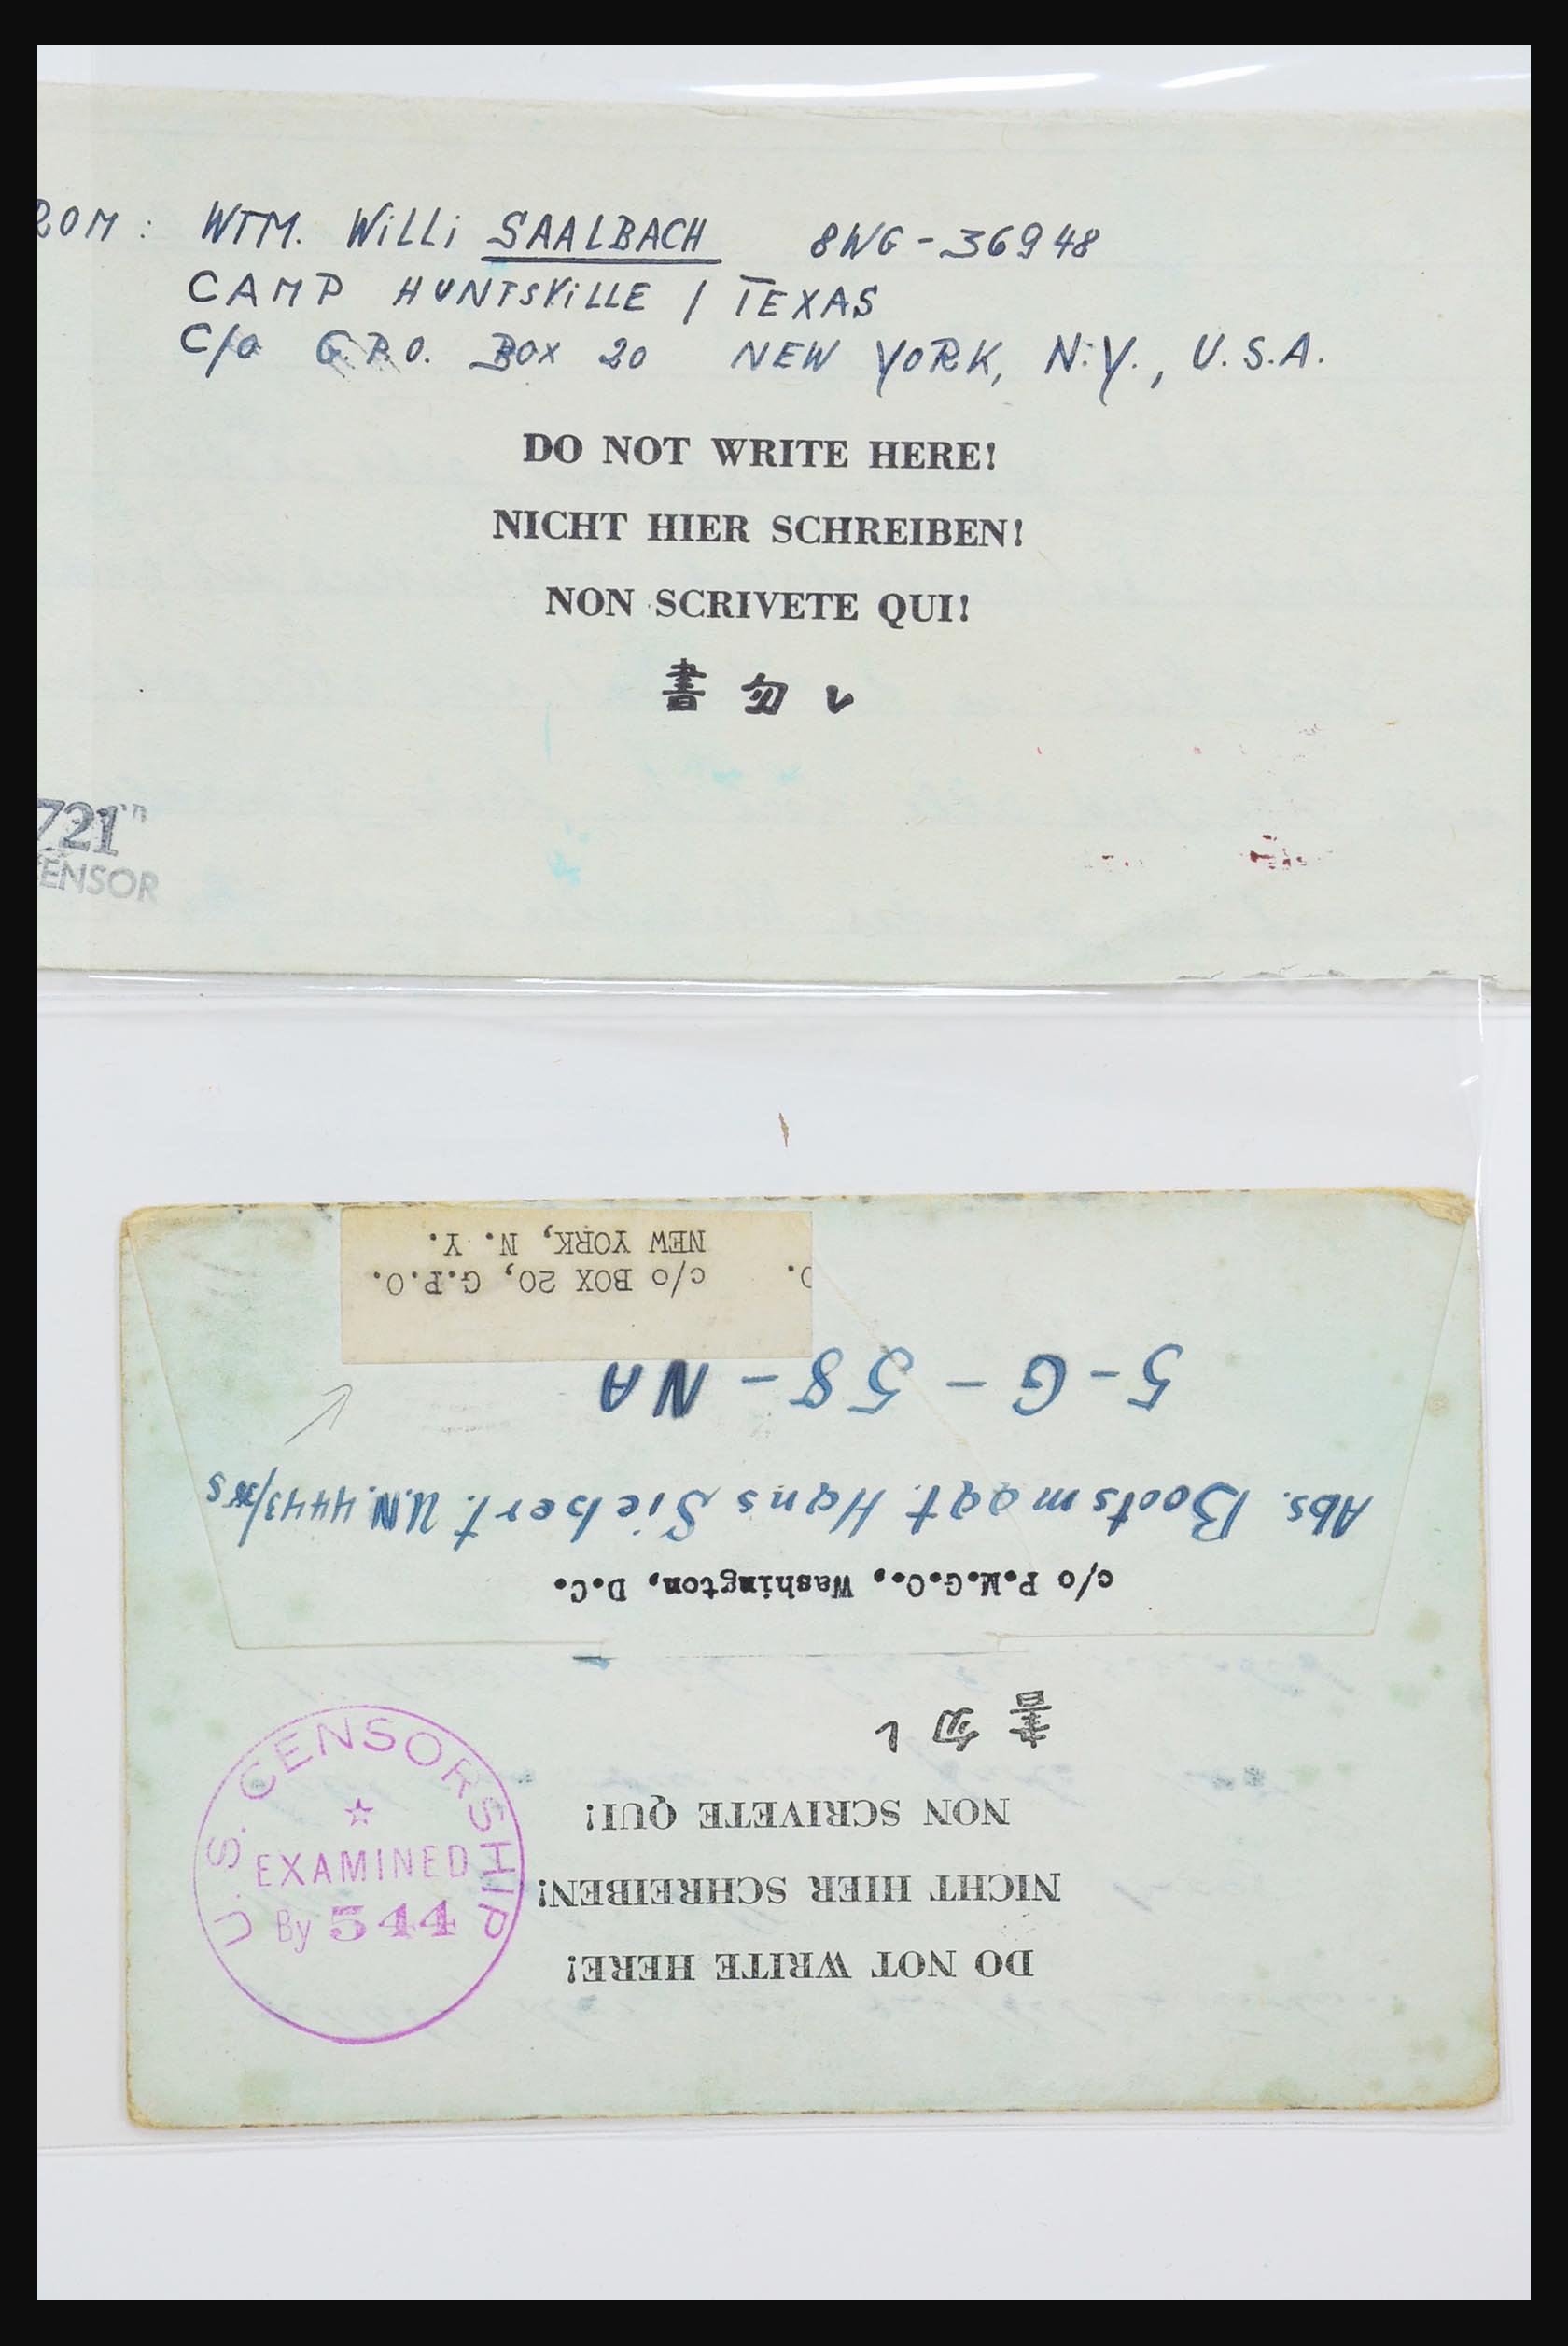 ROM: WTM. WiLLi SAALBACH 8WG-36948
CAMP HUNTSViLLE / TEXAS
C/o G.P.O. BOX 20 NEW YORK, N.Y., U.S.A.
DO NOT WRITE HERE!
NICHT HIER SCHREIBEN!
NON SCRIVETE QUI!
書勿レ
721
ENSOR
DO NOT WRITE HERE!
NICHT HIER SCHREIBEN!
NON SCRIVETE QUI!
書勿レ
c/o P.M.G.O., Washington, D.C.
Abs. Bootsmaat. Hans Siebert. U.N. 4443/
5-G-58-NA
c/o BOX 20, G.P.O.
NEW YORK, N. Y.
U.S. CENSORSHIP
EXAMINED
By 544